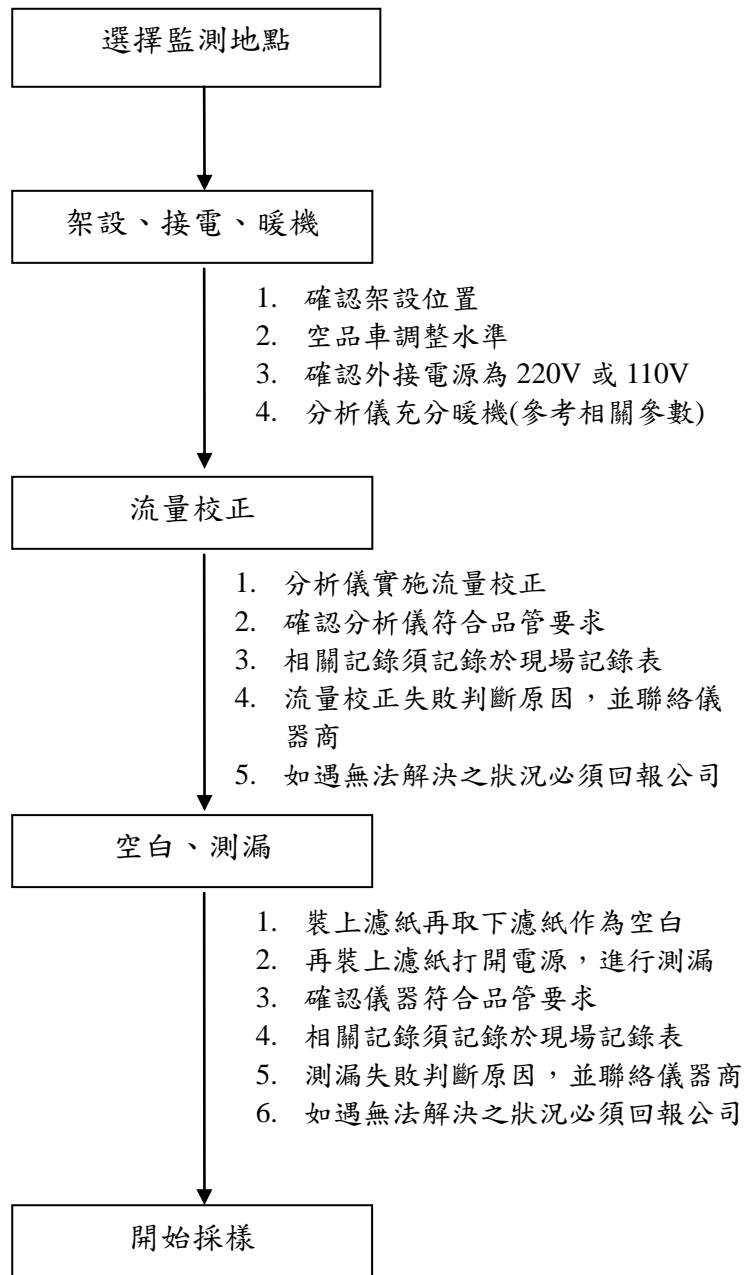 選擇監測地點
架設、接電、暖機
1. 確認架設位置
2. 空品車調整水準
3. 確認外接電源為 220V 或 110V
4. 分析儀充分暖機(參考相關參數)
流量校正
1. 分析儀實施流量校正
2. 確認分析儀符合品管要求
3. 相關記錄須記錄於現場記錄表
4. 流量校正失敗判斷原因，並聯絡儀
器商
5. 如遇無法解決之狀況必須回報公司
空白、測漏
1. 裝上濾紙再取下濾紙作為空白
2. 再裝上濾紙打開電源，進行測漏
3. 確認儀器符合品管要求
4. 相關記錄須記錄於現場記錄表
5. 測漏失敗判斷原因，並聯絡儀器商
6. 如遇無法解決之狀況必須回報公司
開始採樣